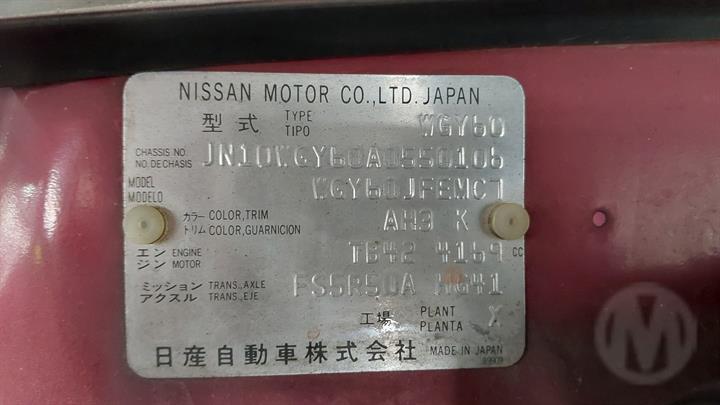 NISSAN MOTOR CO.,LTD. JAPAN
型式 TYPE TIPO WGY60
CHASSIS NO. NO.DECHASIS JN10WGY60A0550106
MODEL MODELO WGY60JFEMC7
カラー COLOR,TRIM トリム COLOR,GUARNICION AH3 K
エンジン ENGINE MOTOR TB42 4169 CC
ミッション TRANS.,AXLE アクスル TRANS.,EJE FS5R50A HG41
工場 PLANT PLANTA X
日産自動車株式会社 MADE IN JAPAN
M